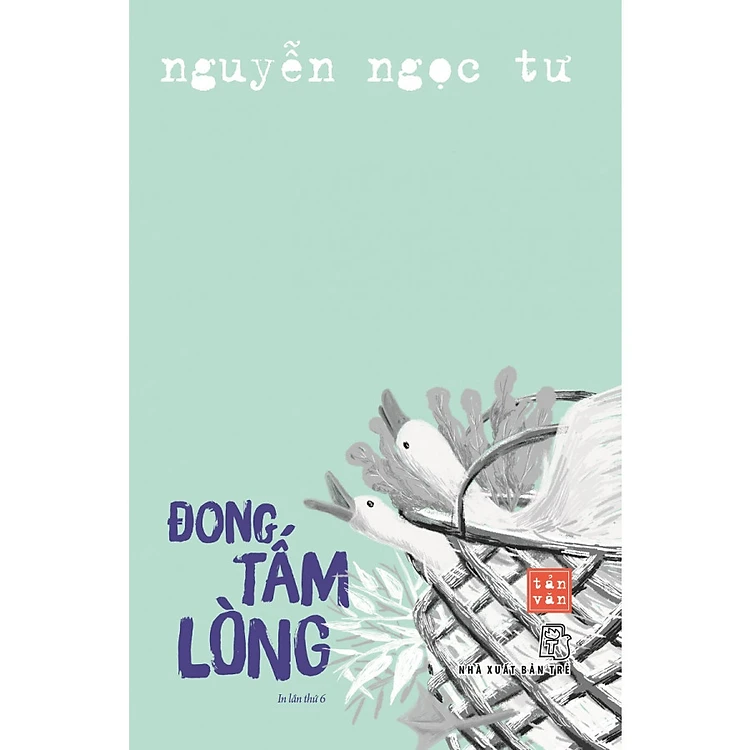 nguyễn ngọc tư
ĐONG
TẤM
LÒNG
In lần thứ 6
tản
văn
NHÀ XUẤT BẢN TRẺ